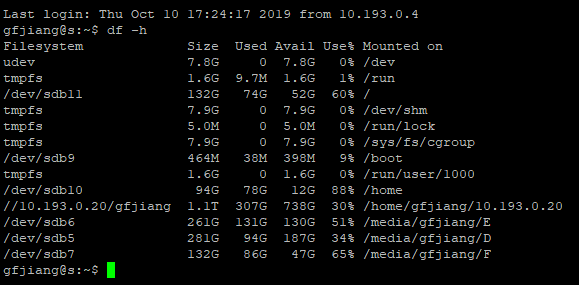 Last login: Thu Oct 10 17:24:17 2019 from 10.193.0.4
gfjiang@s:~$ df -h
Filesystem Size Used Avail Use% Mounted on
udev 7.8G 0 7.8G 0% /dev
tmpfs 1.6G 9.7M 1.6G 1% /run
/dev/sdb11 132G 74G 52G 60% /
tmpfs 7.9G 0 7.9G 0% /dev/shm
tmpfs 5.0M 0 5.0M 0% /run/lock
tmpfs 7.9G 0 7.9G 0% /sys/fs/cgroup
/dev/sdb9 464M 38M 398M 9% /boot
tmpfs 1.6G 0 1.6G 0% /run/user/1000
/dev/sdb10 94G 78G 12G 88% /home
//10.193.0.20/gfjiang 1.1T 307G 738G 30% /home/gfjiang/10.193.0.20
/dev/sdb6 261G 131G 130G 51% /media/gfjiang/E
/dev/sdb5 281G 94G 187G 34% /media/gfjiang/D
/dev/sdb7 132G 86G 47G 65% /media/gfjiang/F
gfjiang@s:~$